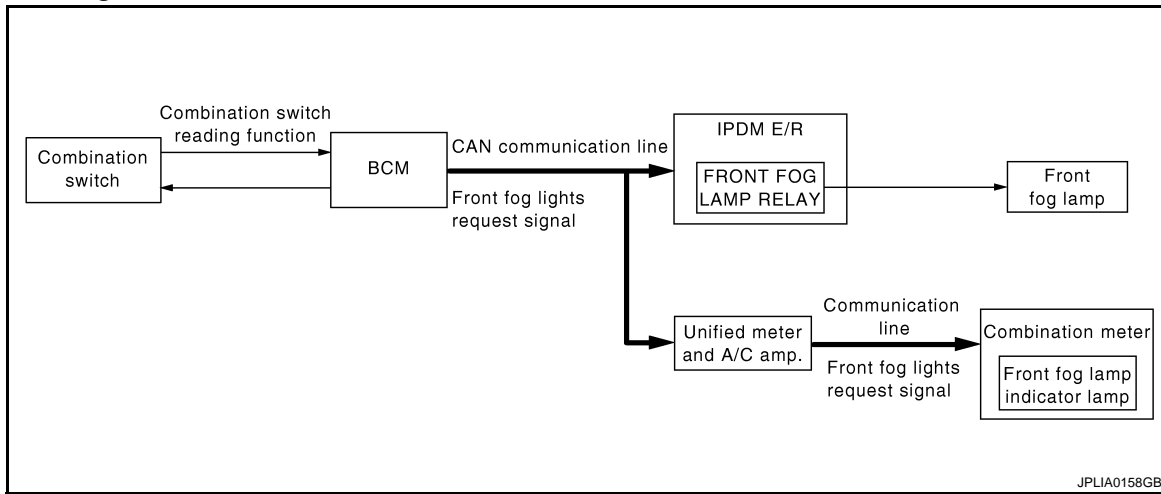 Combination switch
reading function
Combination
switch
BCM
CAN communication line
Front fog lights
request signal
IPDM E/R
FRONT FOG
LAMP RELAY
Front
fog lamp
Unified meter
and A/C amp.
Communication
line
Front fog lights
request signal
Combination meter
Front fog lamp
indicator lamp
JPLIA0158GB